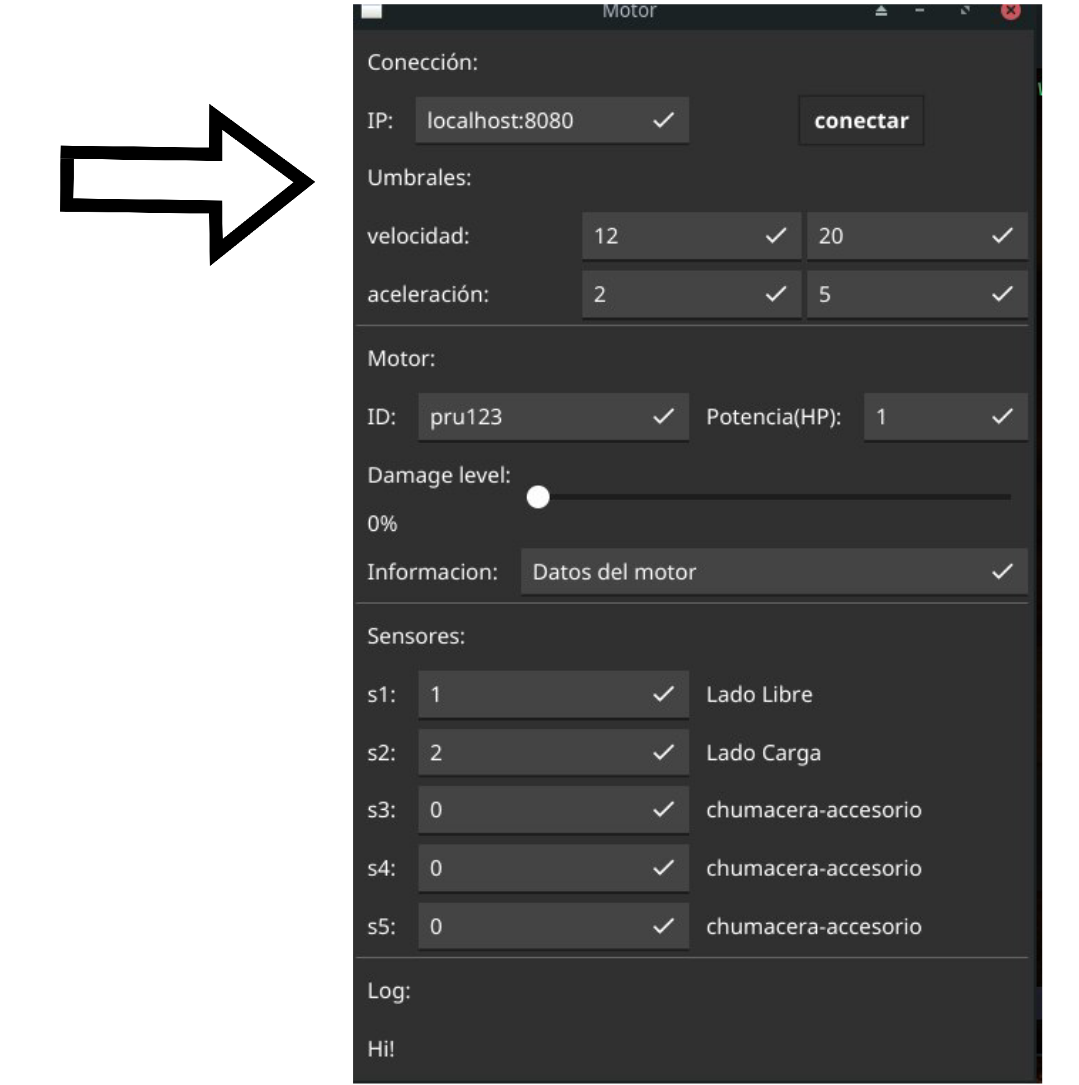 Motor
Conección:
IP: localhost:8080 conectar
Umbrales:
velocidad: 12 20
aceleración: 2 5
Motor:
ID: pru123 Potencia(HP): 1
Damage level:
0%
Informacion: Datos del motor
Sensores:
s1: 1 Lado Libre
s2: 2 Lado Carga
s3: 0 chumacera-accesorio
s4: 0 chumacera-accesorio
s5: 0 chumacera-accesorio
Log:
Hi!